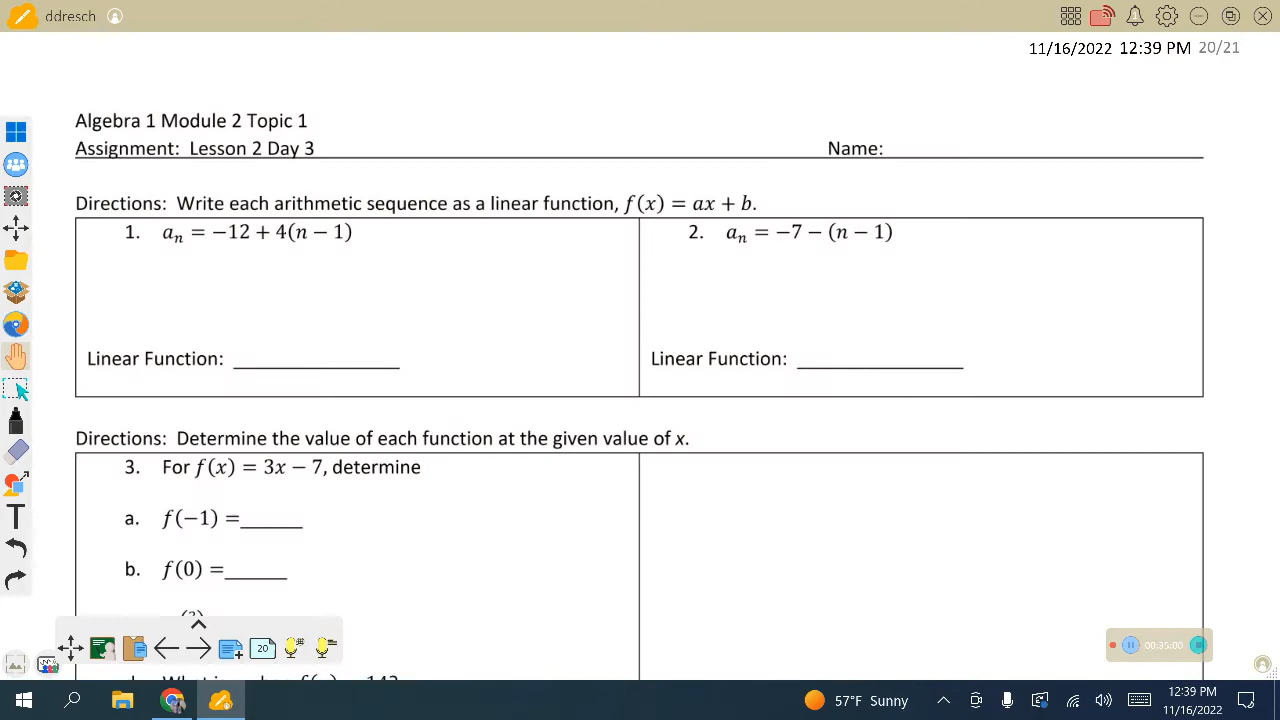 ddresch
11/16/2022 12:39 PM 20/21
Algebra 1 Module 2 Topic 1
Assignment: Lesson 2 Day 3 Name:
Directions: Write each arithmetic sequence as a linear function, f(x) = ax + b.
1. aₙ = −12 + 4(n − 1)
2. aₙ = −7 − (n − 1)
Linear Function: ________________
Linear Function: ________________
Directions: Determine the value of each function at the given value of x.
3. For f(x) = 3x − 7, determine
a. f(−1) =______
b. f(0) =______
20
00:35:00
57°F Sunny
12:39 PM
11/16/2022